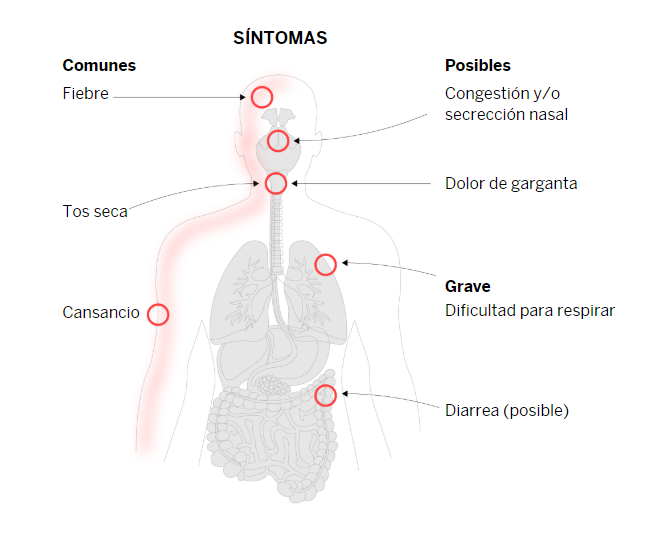 SÍNTOMAS
Comunes
Fiebre
Tos seca
Cansancio
Posibles
Congestión y/o
secrección nasal
Dolor de garganta
Grave
Dificultad para respirar
Diarrea (posible)